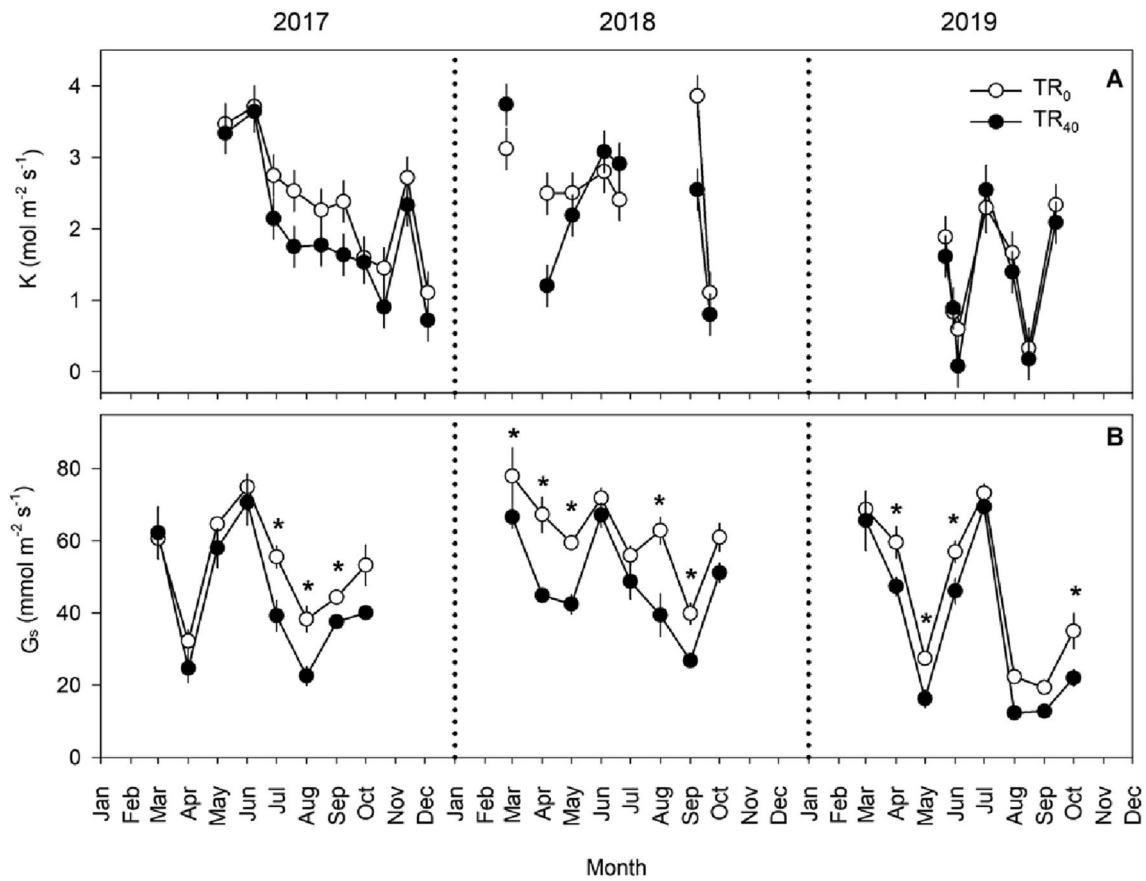 2017 2018 2019
A
TR0
TR40
4
3
2
1
0
K (mol m-2 s-1)
B
* * * * * * * * * * * *
80
60
40
20
0
Gs (mmol m-2 s-1)
Jan Feb Mar Apr May Jun Jul Aug Sep Oct Nov Dec Jan Feb Mar Apr May Jun Jul Aug Sep Oct Nov Dec Jan Feb Mar Apr May Jun Jul Aug Sep Oct Nov Dec
Month